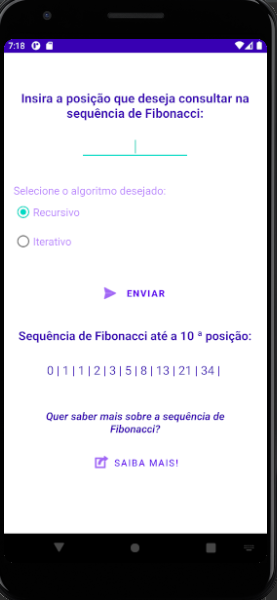 7:18
Insira a posição que deseja consultar na
sequência de Fibonacci:
Selecione o algoritmo desejado:
Recursivo
Iterativo
ENVIAR
Sequência de Fibonacci até a 10 ª posição:
0 | 1 | 1 | 2 | 3 | 5 | 8 | 13 | 21 | 34 |
Quer saber mais sobre a sequência de
Fibonacci?
SAIBA MAIS!